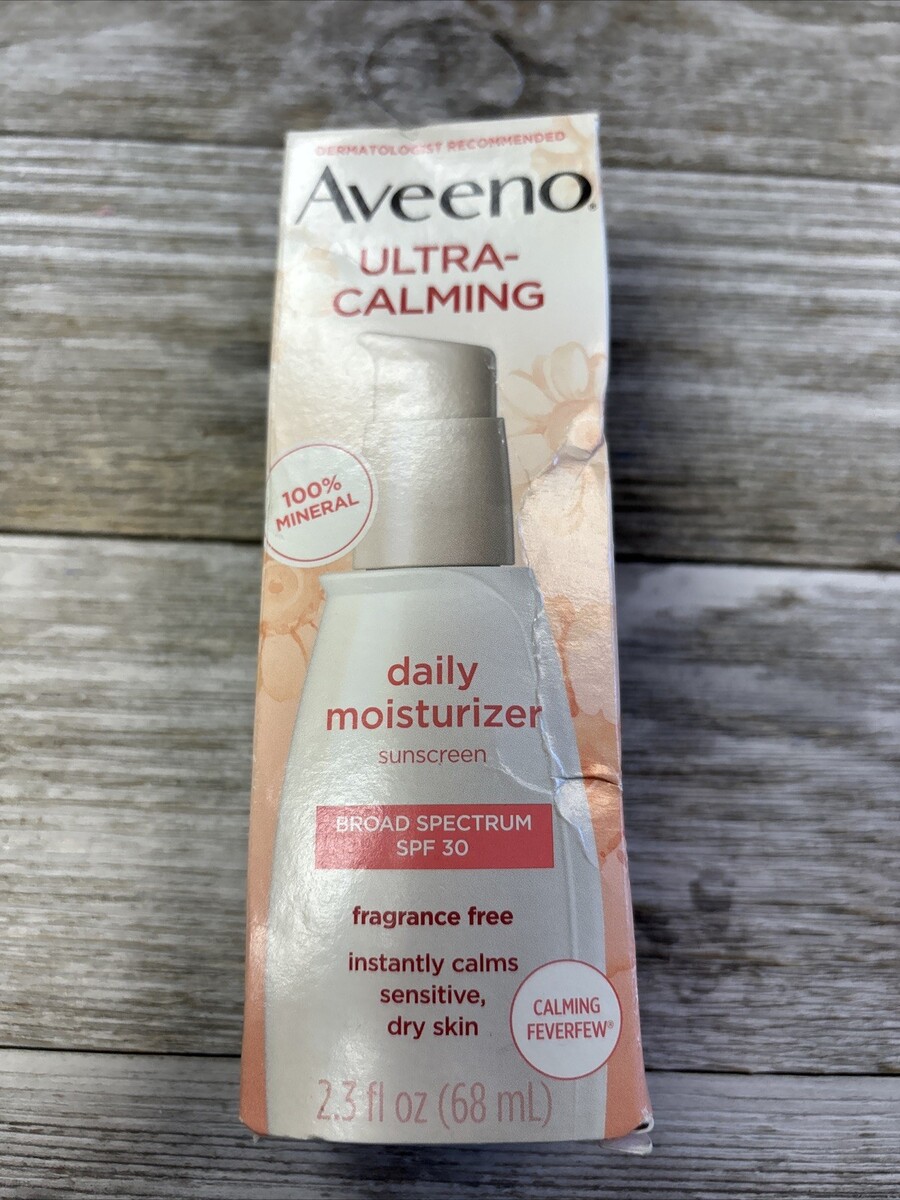 DERMATOLOGIST RECOMMENDED
Aveeno®
ULTRA-
CALMING
100%
MINERAL
daily
moisturizer
sunscreen
BROAD SPECTRUM
SPF 30
fragrance free
instantly calms
sensitive,
dry skin
CALMING
FEVERFEW®
2.3 fl oz (68 mL)